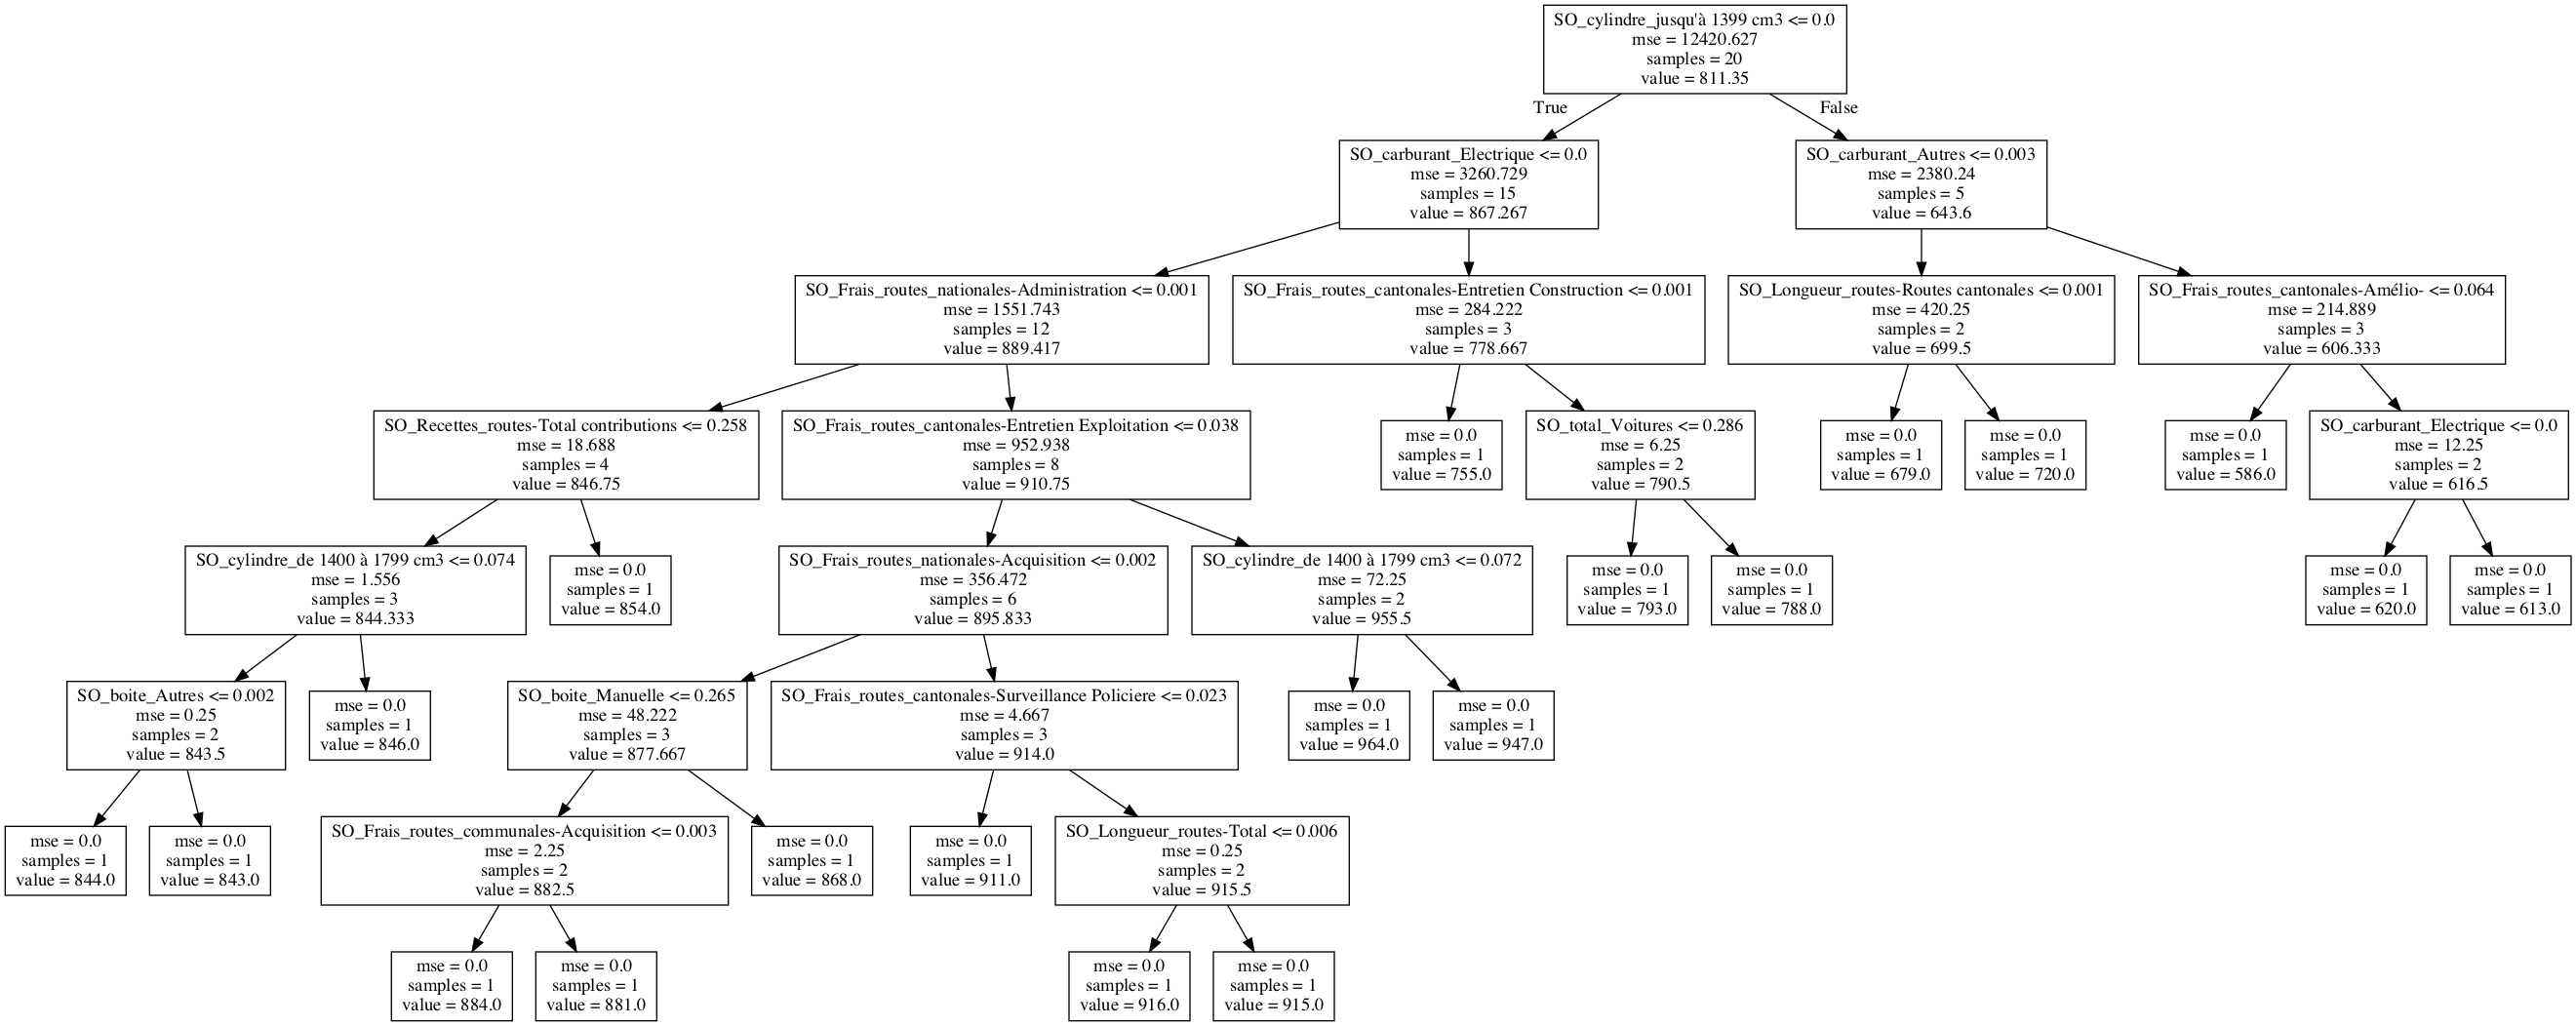 SO_cylindre_jusqu'à 1399 cm3 <= 0.0
mse = 12420.627
samples = 20
value = 811.35
True
False
SO_carburant_Electrique <= 0.0
mse = 3260.729
samples = 15
value = 867.267
SO_carburant_Autres <= 0.003
mse = 2380.24
samples = 5
value = 643.6
SO_Frais_routes_nationales-Administration <= 0.001
mse = 1551.743
samples = 12
value = 889.417
SO_Frais_routes_cantonales-Entretien Construction <= 0.001
mse = 284.222
samples = 3
value = 778.667
SO_Longueur_routes-Routes cantonales <= 0.001
mse = 420.25
samples = 2
value = 699.5
SO_Frais_routes_cantonales-Amélio- <= 0.064
mse = 214.889
samples = 3
value = 606.333
SO_Recettes_routes-Total contributions <= 0.258
mse = 18.688
samples = 4
value = 846.75
SO_Frais_routes_cantonales-Entretien Exploitation <= 0.038
mse = 952.938
samples = 8
value = 910.75
mse = 0.0
samples = 1
value = 755.0
SO_total_Voitures <= 0.286
mse = 6.25
samples = 2
value = 790.5
mse = 0.0
samples = 1
value = 679.0
mse = 0.0
samples = 1
value = 720.0
mse = 0.0
samples = 1
value = 586.0
SO_carburant_Electrique <= 0.0
mse = 12.25
samples = 2
value = 616.5
SO_cylindre_de 1400 à 1799 cm3 <= 0.074
mse = 1.556
samples = 3
value = 844.333
mse = 0.0
samples = 1
value = 854.0
SO_Frais_routes_nationales-Acquisition <= 0.002
mse = 356.472
samples = 6
value = 895.833
SO_cylindre_de 1400 à 1799 cm3 <= 0.072
mse = 72.25
samples = 2
value = 955.5
mse = 0.0
samples = 1
value = 793.0
mse = 0.0
samples = 1
value = 788.0
mse = 0.0
samples = 1
value = 620.0
mse = 0.0
samples = 1
value = 613.0
SO_boite_Autres <= 0.002
mse = 0.25
samples = 2
value = 843.5
mse = 0.0
samples = 1
value = 846.0
SO_boite_Manuelle <= 0.265
mse = 48.222
samples = 3
value = 877.667
SO_Frais_routes_cantonales-Surveillance Policiere <= 0.023
mse = 4.667
samples = 3
value = 914.0
mse = 0.0
samples = 1
value = 964.0
mse = 0.0
samples = 1
value = 947.0
mse = 0.0
samples = 1
value = 844.0
mse = 0.0
samples = 1
value = 843.0
SO_Frais_routes_communales-Acquisition <= 0.003
mse = 2.25
samples = 2
value = 882.5
mse = 0.0
samples = 1
value = 868.0
mse = 0.0
samples = 1
value = 911.0
SO_Longueur_routes-Total <= 0.006
mse = 0.25
samples = 2
value = 915.5
mse = 0.0
samples = 1
value = 884.0
mse = 0.0
samples = 1
value = 881.0
mse = 0.0
samples = 1
value = 916.0
mse = 0.0
samples = 1
value = 915.0